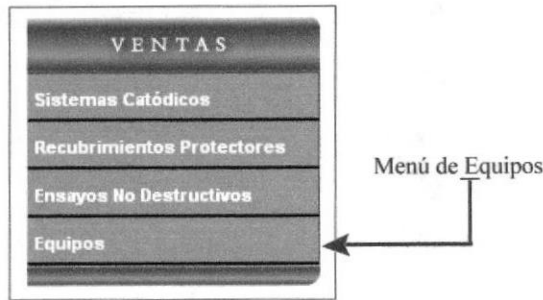 VENTAS
Sistemas Catódicos
Recubrimientos Protectores
Ensayos No Destructivos
Menú de Equipos
Equipos